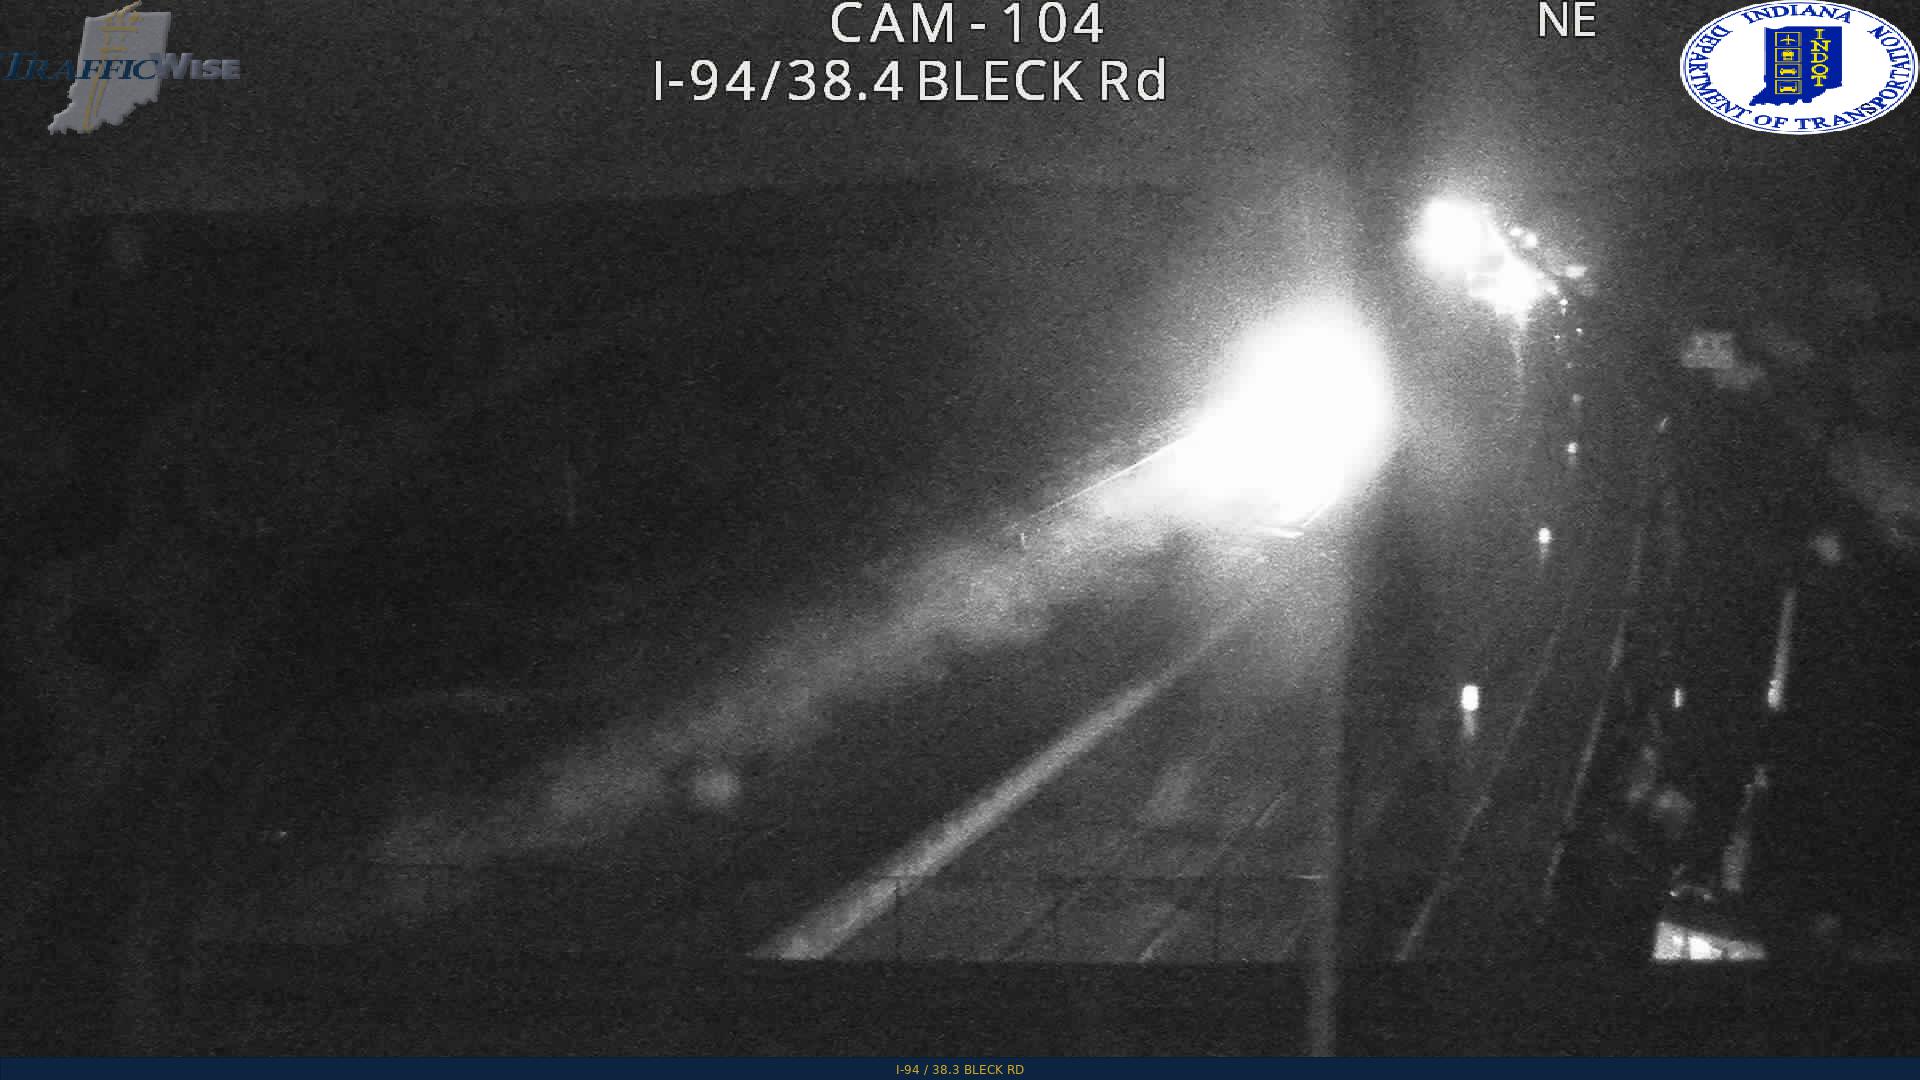 CAM-104
NE
I-94/38.4 BLECK Rd
TRAFFICWISE
INDIANA
DEPARTMENT OF TRANSPORTATION
INDOT
I-94 / 38.3 BLECK RD